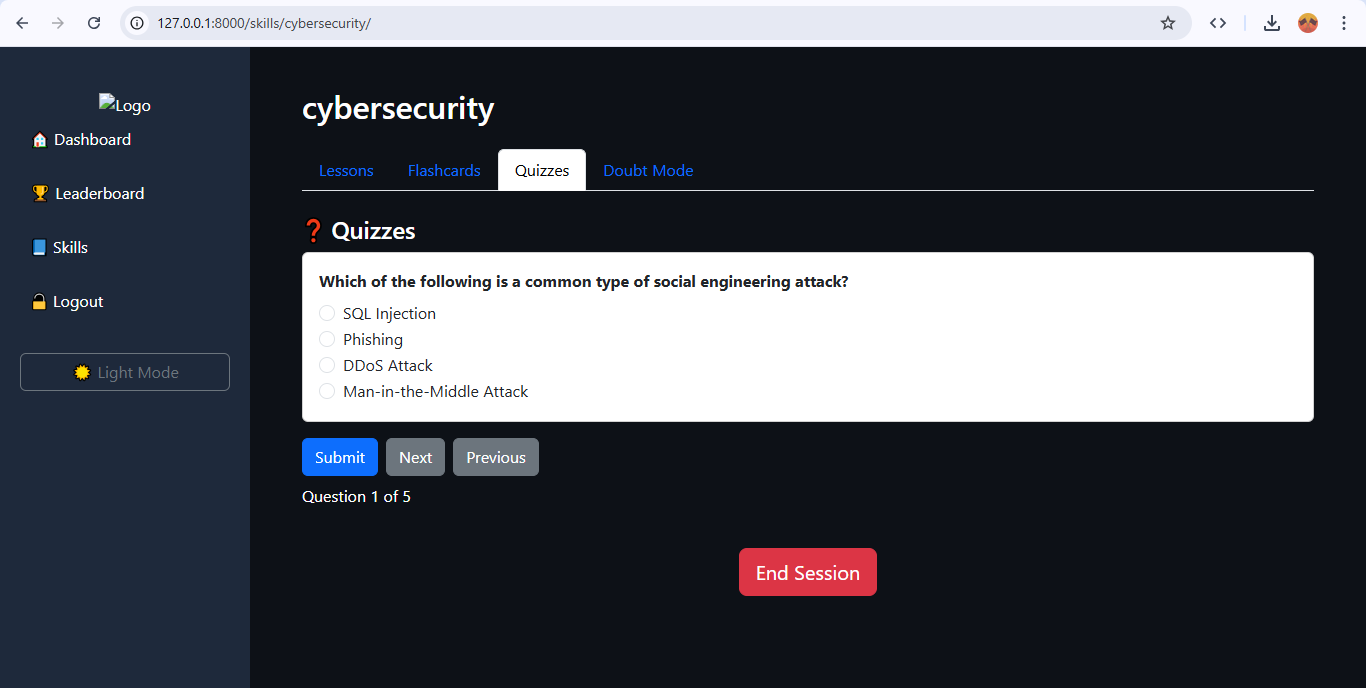 127.0.0.1:8000/skills/cybersecurity/
Logo
Dashboard
Leaderboard
Skills
Logout
Light Mode
cybersecurity
Lessons Flashcards Quizzes Doubt Mode
❓ Quizzes
Which of the following is a common type of social engineering attack?
SQL Injection
Phishing
DDoS Attack
Man-in-the-Middle Attack
Submit Next Previous
Question 1 of 5
End Session